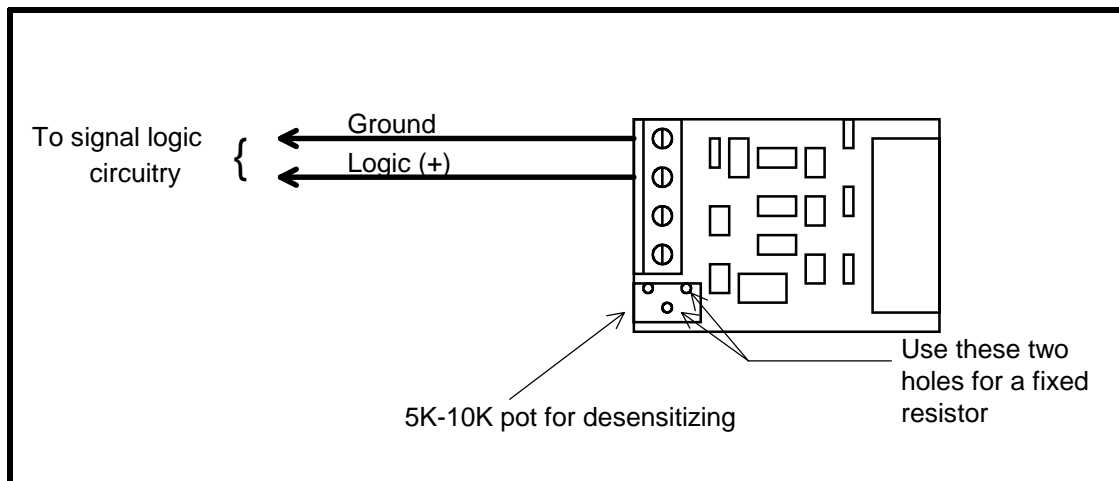 Ground
To signal logic
circuitry
{
Logic (+)
Use these two
holes for a fixed
resistor
5K-10K pot for desensitizing